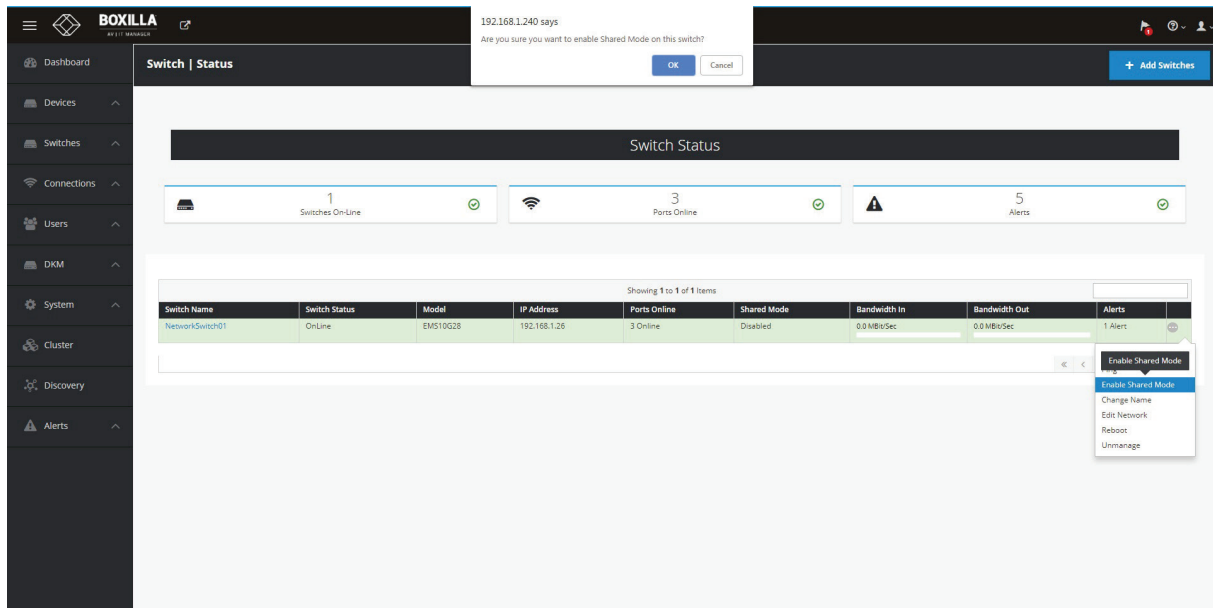 192.168.1.240 says
Are you sure you want to enable Shared Mode on this switch?
OK Cancel
BOXILLA
AV | IT MANAGER
1
Dashboard
Switch | Status
+ Add Switches
Devices
Switches
Connections
Users
DKM
System
Cluster
Discovery
Alerts
Switch Status
1
Switches On-Line
3
Ports Online
5
Alerts
Showing 1 to 1 of 1 Items
Switch Name Switch Status Model IP Address Ports Online Shared Mode Bandwidth In Bandwidth Out Alerts
NetworkSwitch01 OnLine EMS10G28 192.168.1.26 3 Online Disabled 0.0 MBit/Sec 0.0 MBit/Sec 1 Alert
« ‹
Enable Shared Mode
Ping
Enable Shared Mode
Change Name
Edit Network
Reboot
Unmanage